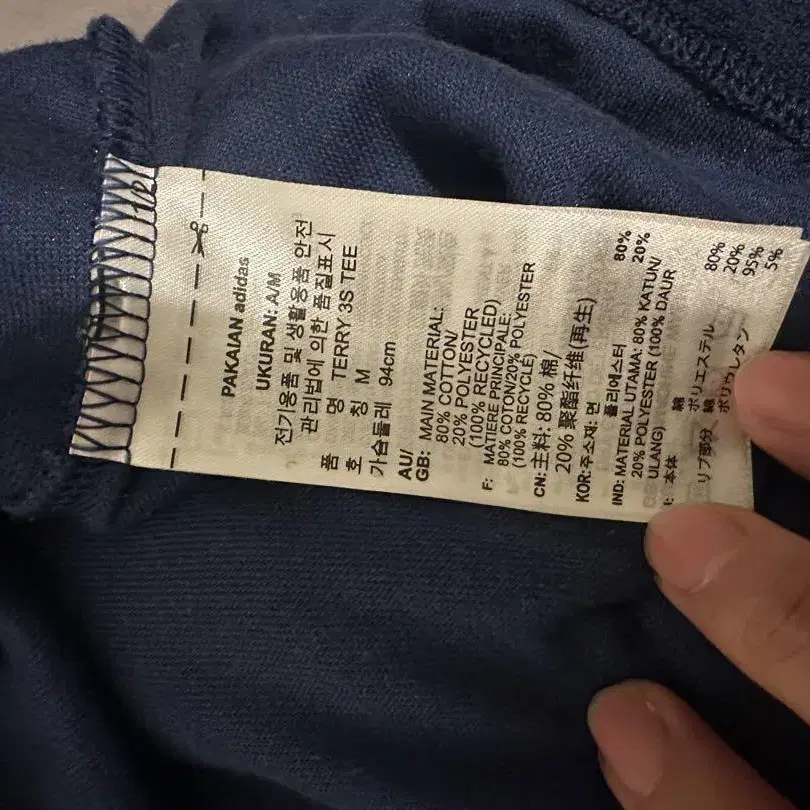 1/2
PAKAIAN adidas
UKURAN: A/M
전기용품 및 생활용품 안전
관리법에 의한 품질표시
품 명 TERRY 3S TEE
호 칭 M
가슴둘레 94cm
AU/
GB: MAIN MATERIAL:
80% COTTON/
20% POLYESTER
(100% RECYCLED)
F: MATIERE PRINCIPALE:
80% COTON/20% POLYESTER
(100% RECYCLE)
CN:主料: 80% 棉/
20% 聚酯纤维(再生)
KOR:주소재: 면 80%
폴리에스터 20%
IND: MATERIAL UTAMA: 80% KATUN/
20% POLYESTER (100% DAUR
ULANG)
本体 綿 80%
ポリエステル 20%
リブ部分 綿 95%
ポリウレタン 5%